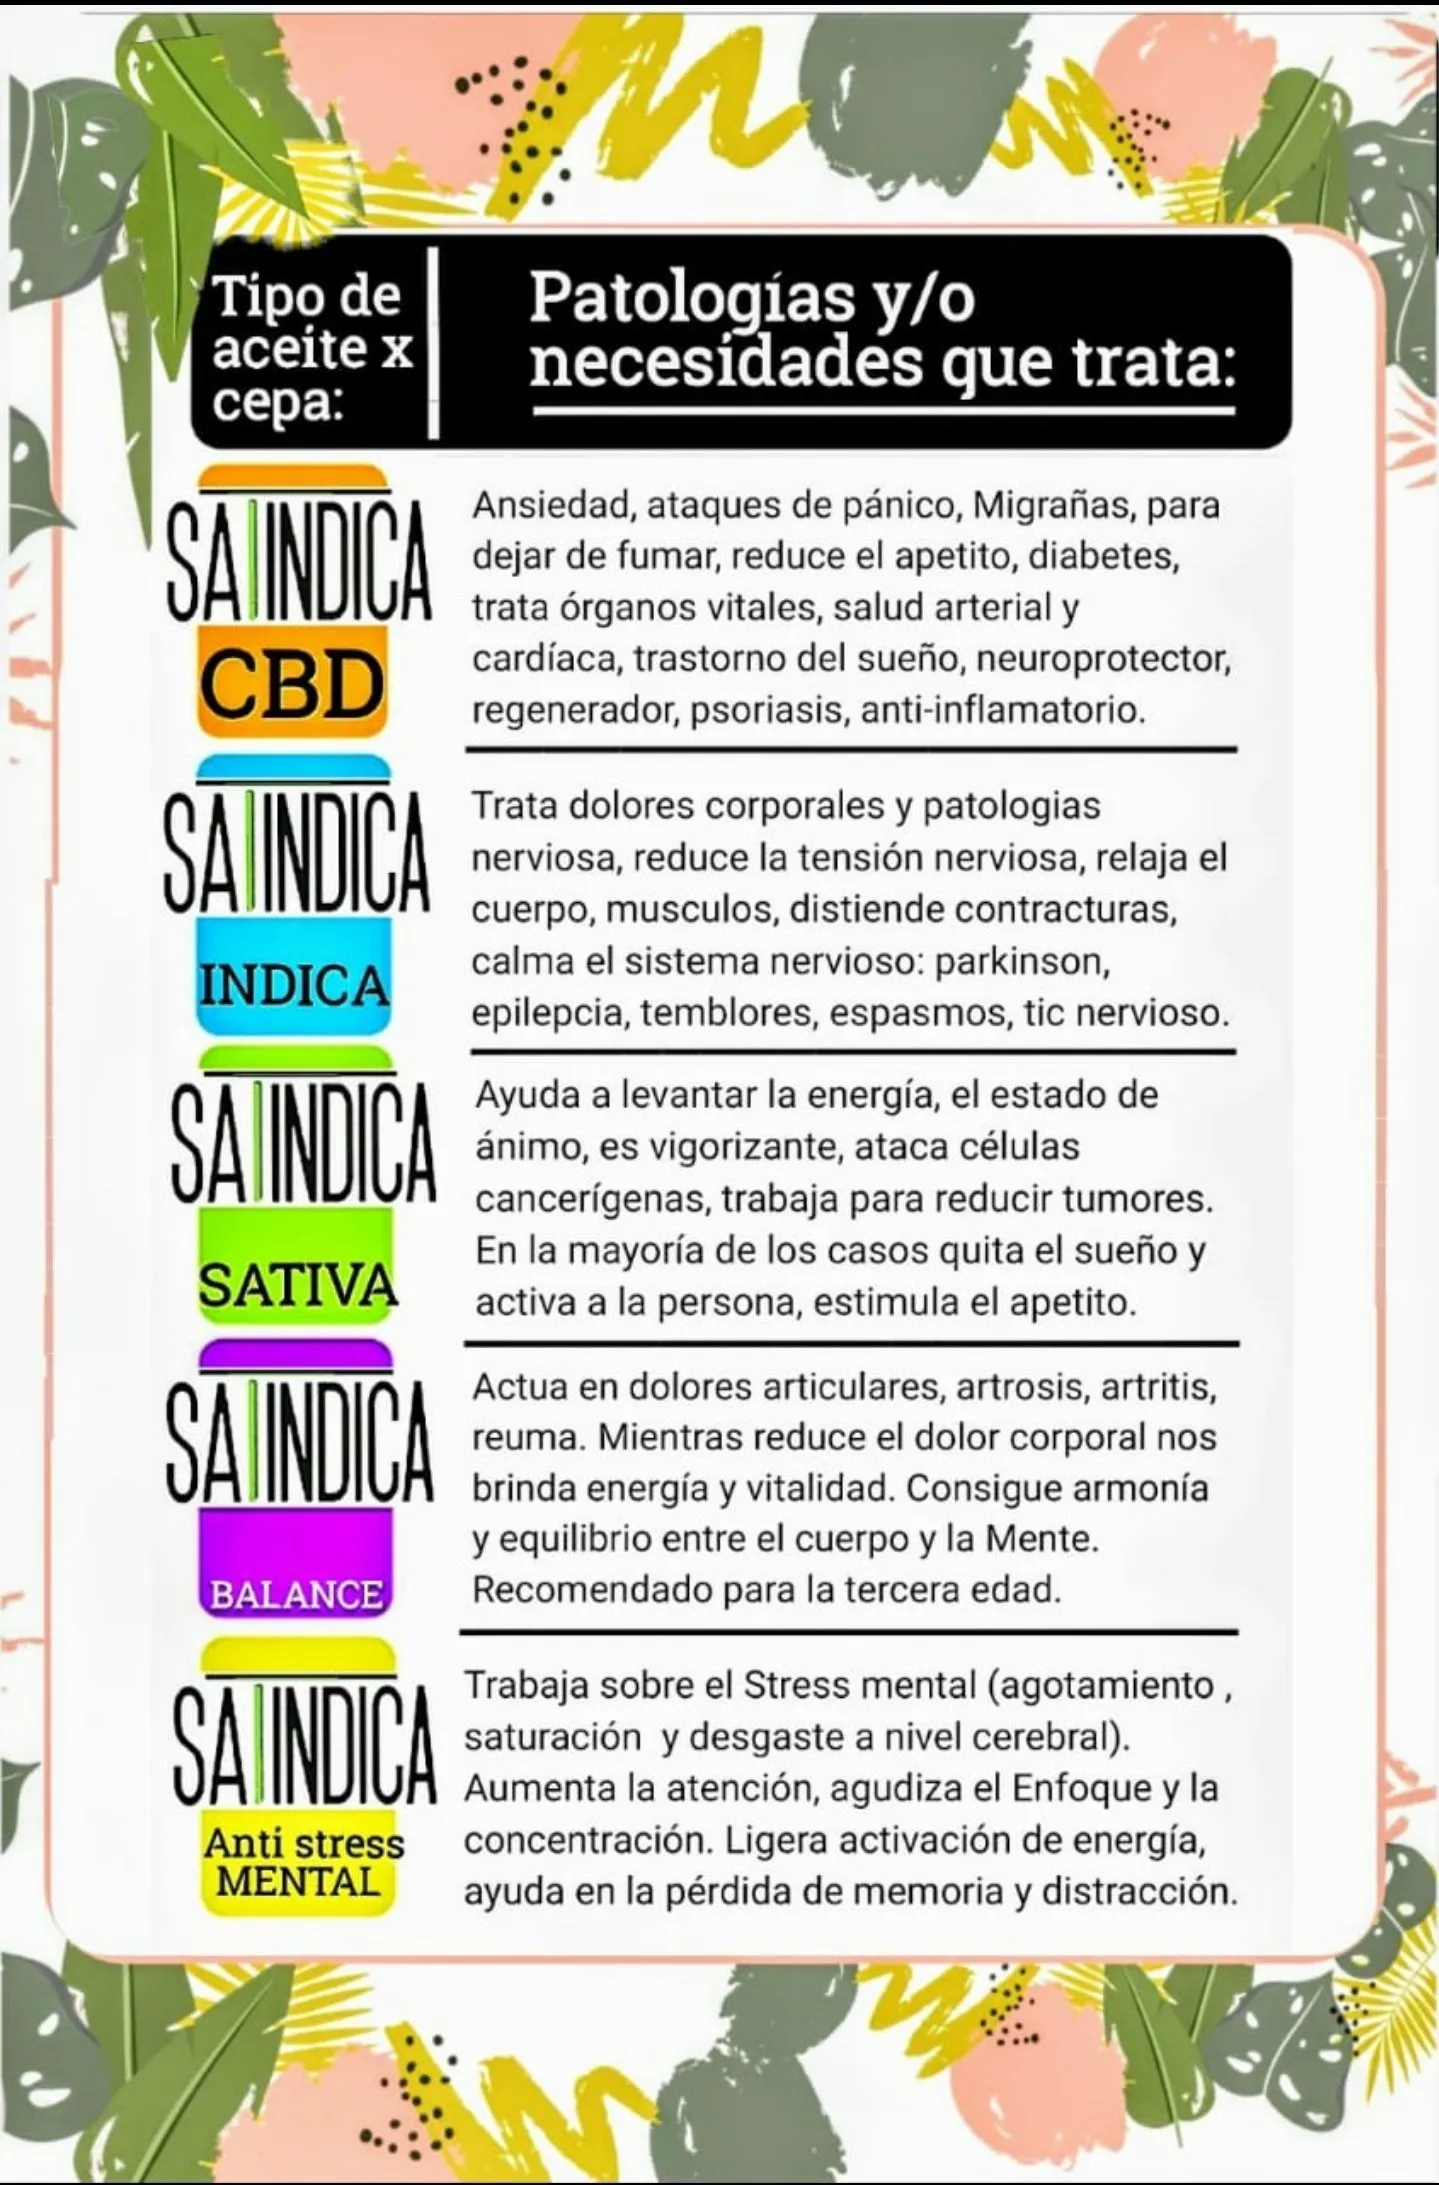 Tipo de
aceite x
cepa:
Patologías y/o
necesidades que trata:
SATINDICA
CBD
Ansiedad, ataques de pánico, Migrañas, para
dejar de fumar, reduce el apetito, diabetes,
trata órganos vitales, salud arterial y
cardíaca, trastorno del sueño, neuroprotector,
regenerador, psoriasis, anti-inflamatorio.
SATINDICA
INDICA
Trata dolores corporales y patologias
nerviosa, reduce la tensión nerviosa, relaja el
cuerpo, musculos, distiende contracturas,
calma el sistema nervioso: parkinson,
epilepcia, temblores, espasmos, tic nervioso.
SATINDICA
SATIVA
Ayuda a levantar la energía, el estado de
ánimo, es vigorizante, ataca células
cancerígenas, trabaja para reducir tumores.
En la mayoría de los casos quita el sueño y
activa a la persona, estimula el apetito.
SATINDICA
BALANCE
Actua en dolores articulares, artrosis, artritis,
reuma. Mientras reduce el dolor corporal nos
brinda energía y vitalidad. Consigue armonía
y equilibrio entre el cuerpo y la Mente.
Recomendado para la tercera edad.
SATINDICA
Anti stress
MENTAL
Trabaja sobre el Stress mental (agotamiento ,
saturación y desgaste a nivel cerebral).
Aumenta la atención, agudiza el Enfoque y la
concentración. Ligera activación de energía,
ayuda en la pérdida de memoria y distracción.